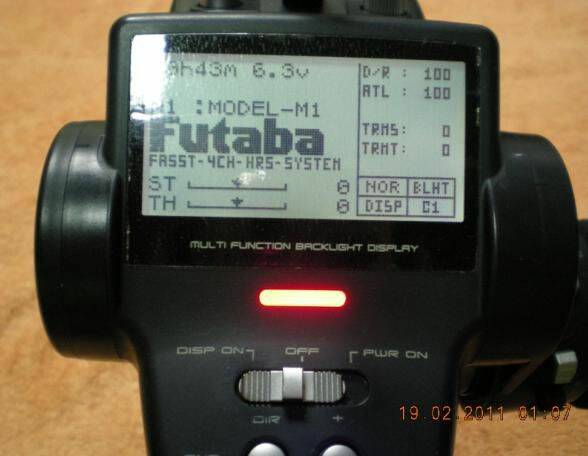 h43m 6.3v
D/R : 100
ATL : 100
:MODEL-M1
Futaba
TRMS: 0
FASST-4CH-HRS-SYSTEM
TRMT: 0
ST 0
NOR BLHT
TH 0
DISP C1
MULTI FUNCTION BACKLIGHT DISPLAY
DISP ON OFF PWR ON
DIR +
19.02.2011 01:07